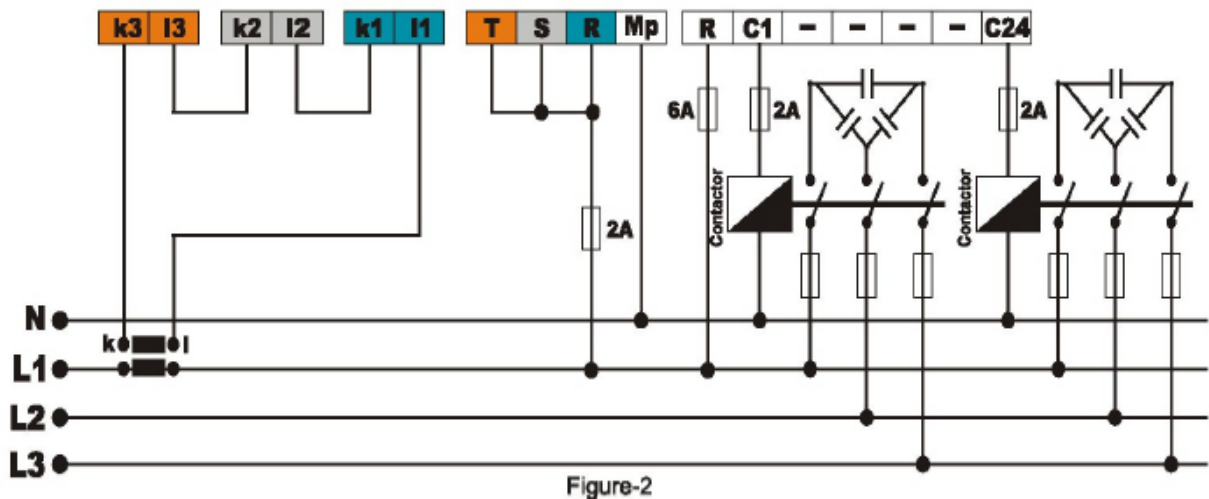 k3 l3 k2 l2 k1 l1 T S R Mp R C1 – – – – C24
6A 2A 2A
Contactor Contactor
2A
N
k l
L1
L2
L3
Figure-2